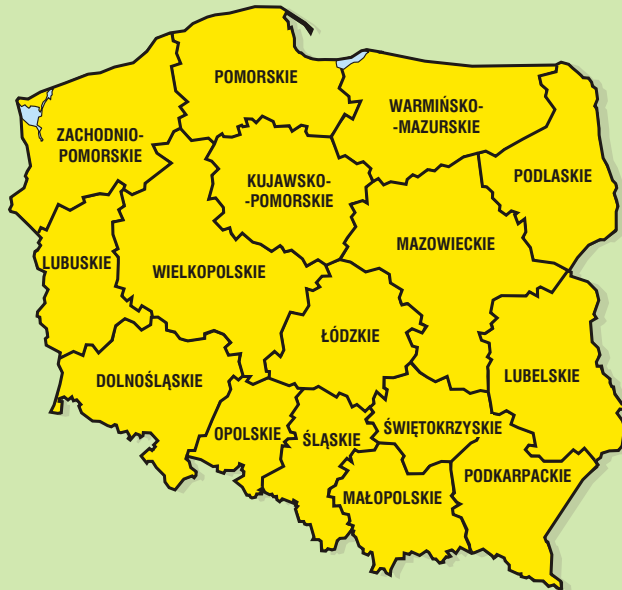 POMORSKIE
WARMIŃSKO-
-MAZURSKIE
ZACHODNIO-
POMORSKIE
PODLASKIE
KUJAWSKO-
-POMORSKIE
MAZOWIECKIE
LUBUSKIE
WIELKOPOLSKIE
ŁÓDZKIE
LUBELSKIE
DOLNOŚLĄSKIE
OPOLSKIE
ŚLĄSKIE
ŚWIĘTOKRZYSKIE
PODKARPACKIE
MAŁOPOLSKIE